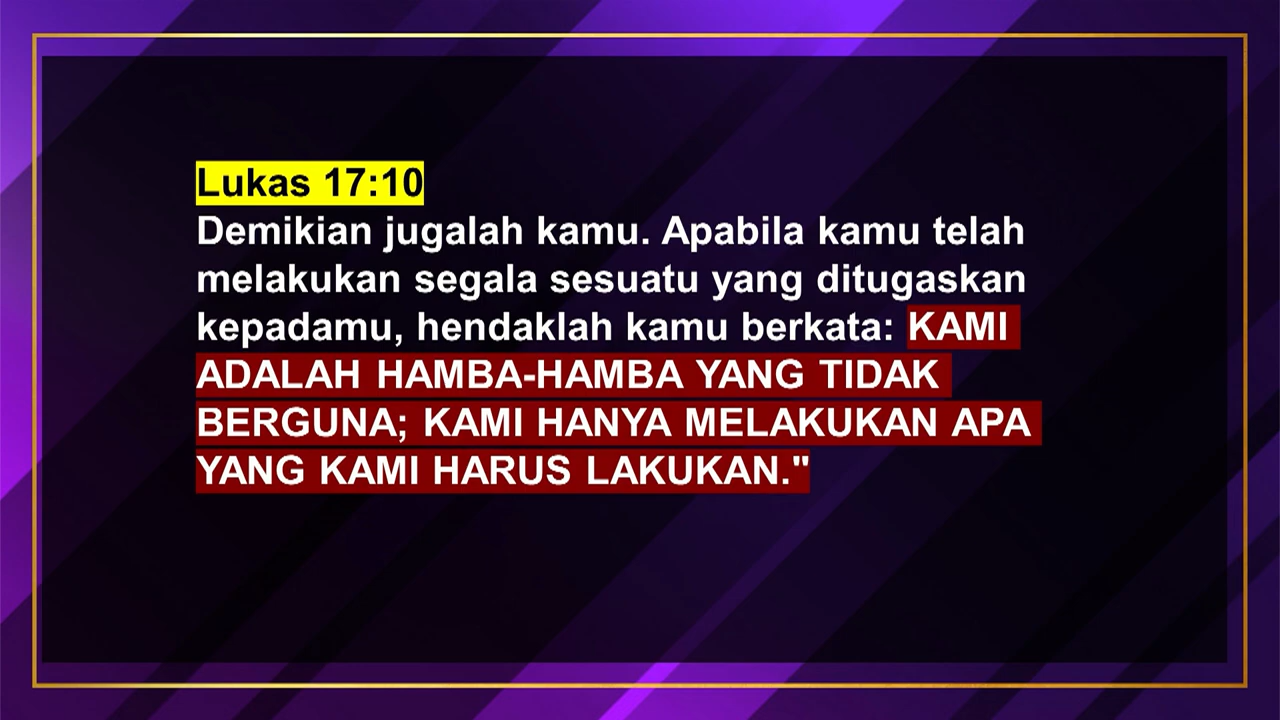 Lukas 17:10
Demikian jugalah kamu. Apabila kamu telah
melakukan segala sesuatu yang ditugaskan
kepadamu, hendaklah kamu berkata: KAMI
ADALAH HAMBA-HAMBA YANG TIDAK
BERGUNA; KAMI HANYA MELAKUKAN APA
YANG KAMI HARUS LAKUKAN."